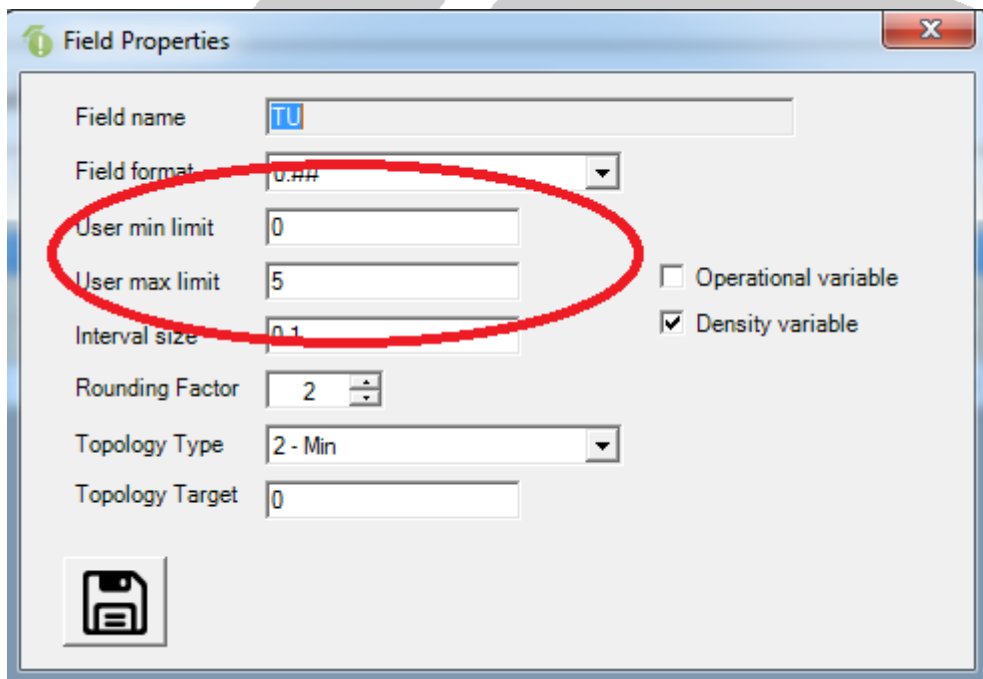 Field Properties
Field name TU
Field format 0.##
User min limit 0
User max limit 5
Operational variable
Interval size 0.1
Density variable
Rounding Factor 2
Topology Type 2 - Min
Topology Target 0